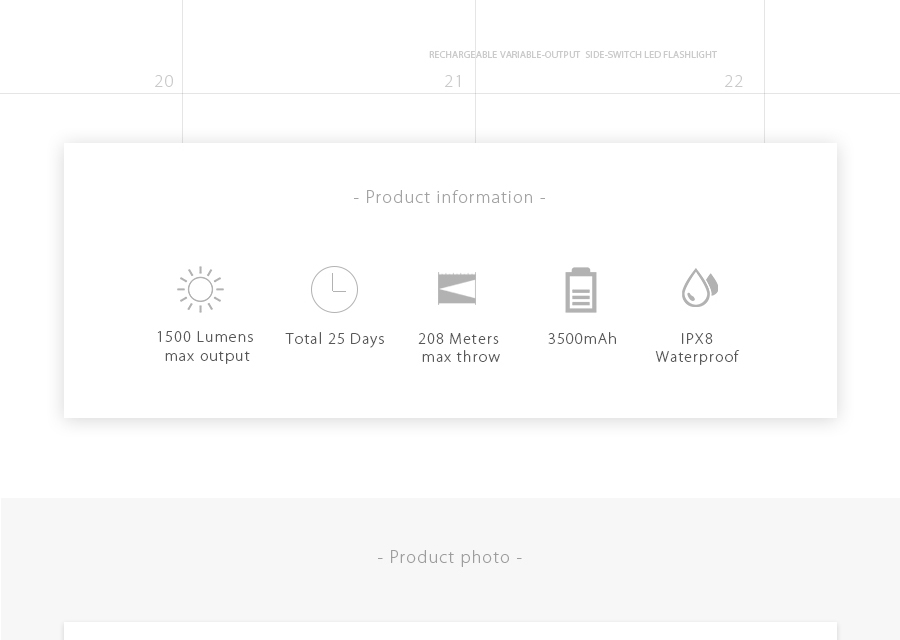 RECHARGEABLE VARIABLE-OUTPUT SIDE-SWITCH LED FLASHLIGHT
20
21
22
- Product information -
1500 Lumens
max output
Total 25 Days
208 Meters
max throw
3500mAh
IPX8
Waterproof
- Product photo -